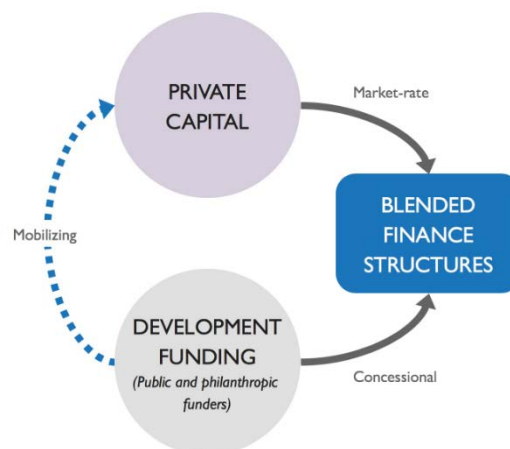 PRIVATE
CAPITAL
Market-rate
BLENDED
FINANCE
STRUCTURES
Mobilizing
DEVELOPMENT
FUNDING
(Public and philanthropic
funders)
Concessional